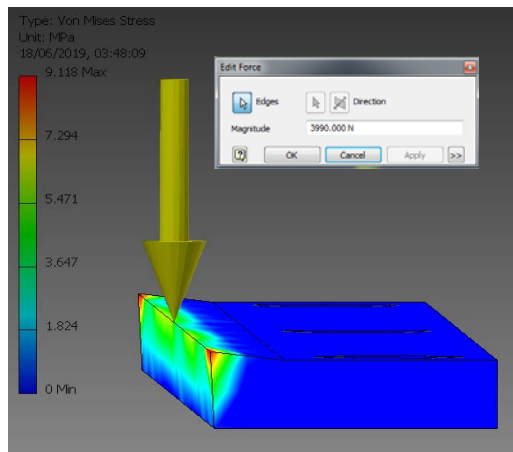 Type: Von Mises Stress
Unit: MPa
18/06/2019, 03:48:09
9.118 Max
7.294
5.471
3.647
1.824
0 Min
Edit Force
Edges
Direction
Magnitude
3990.000 N
OK
Cancel
Apply
>>